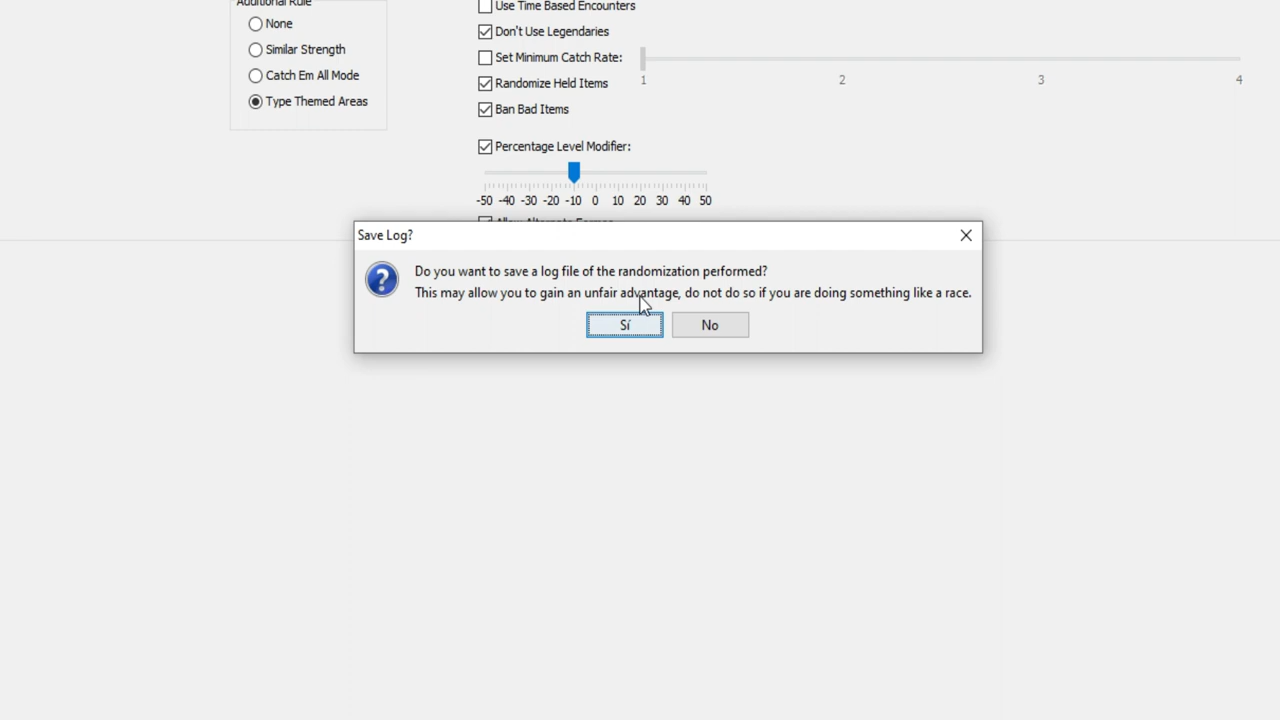 Additional Rule
Use Time Based Encounters
None
Don't Use Legendaries
Similar Strength
Set Minimum Catch Rate:
Catch Em All Mode
Randomize Held Items
1 2 3 4
Type Themed Areas
Ban Bad Items
Percentage Level Modifier:
-50 -40 -30 -20 -10 0 10 20 30 40 50
Allow Alternate Formes
Save Log?
Do you want to save a log file of the randomization performed?
This may allow you to gain an unfair advantage, do not do so if you are doing something like a race.
Sí No